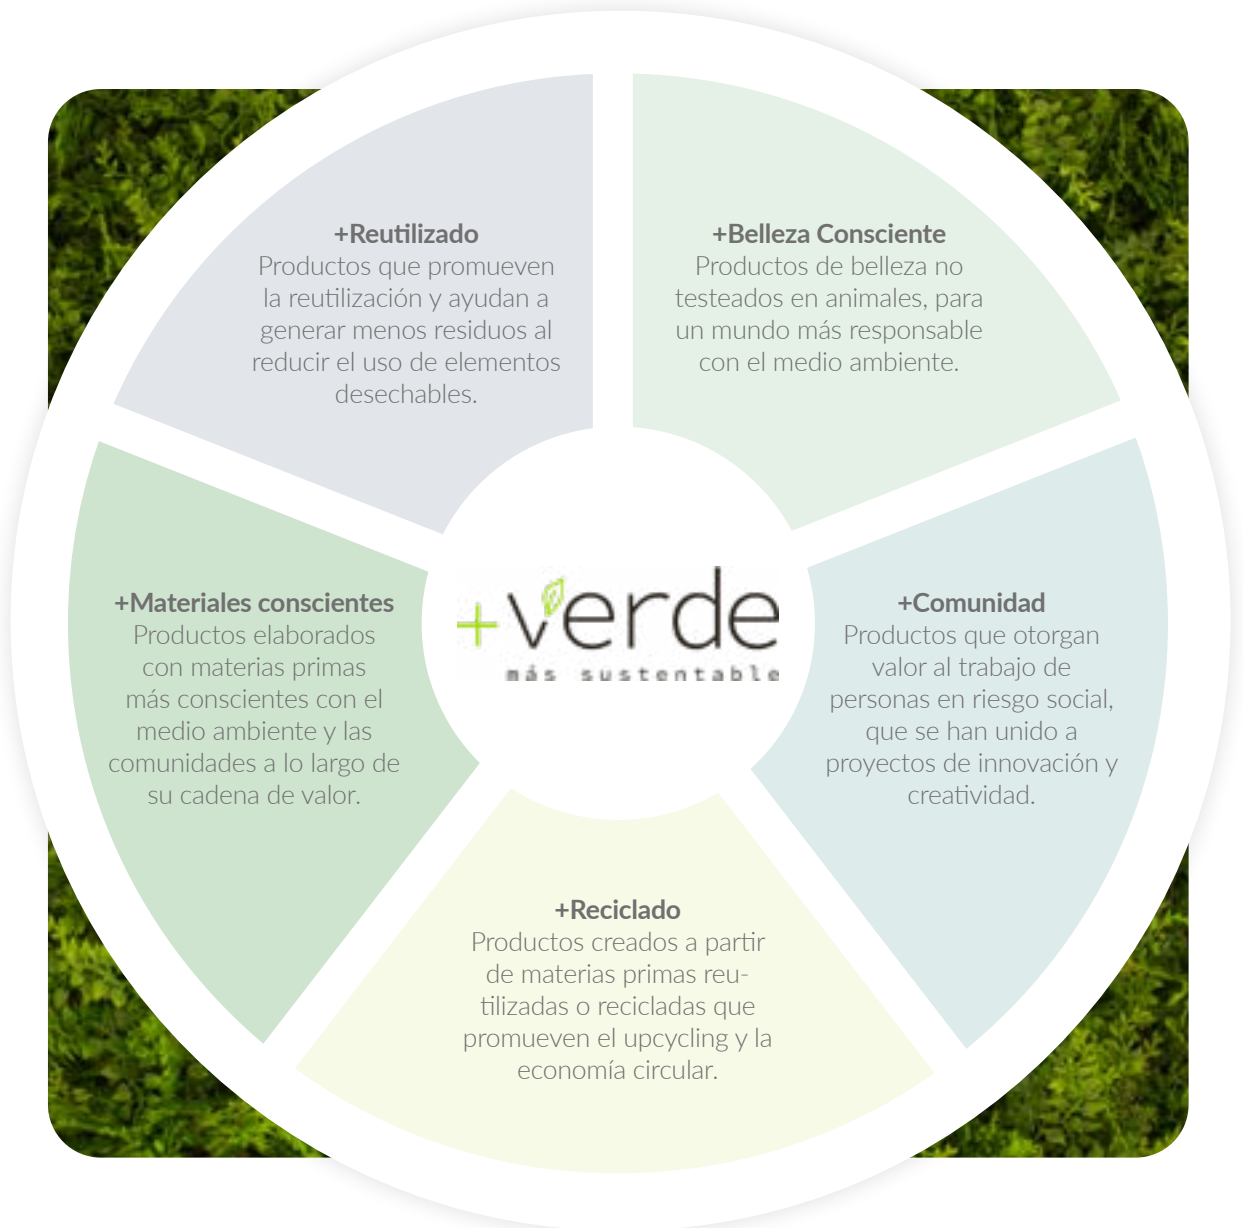 +Reutilizado
Productos que promueven
la reutilización y ayudan a
generar menos residuos al
reducir el uso de elementos
desechables.
+Belleza Consciente
Productos de belleza no
testeados en animales, para
un mundo más responsable
con el medio ambiente.
+Materiales conscientes
Productos elaborados
con materias primas
más conscientes con el
medio ambiente y las
comunidades a lo largo de
su cadena de valor.
+verde
más sustentable
+Comunidad
Productos que otorgan
valor al trabajo de
personas en riesgo social,
que se han unido a
proyectos de innovación y
creatividad.
+Reciclado
Productos creados a partir
de materias primas reu-
tilizadas o recicladas que
promueven el upcycling y la
economía circular.